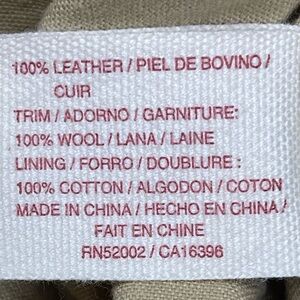 100% LEATHER / PIEL DE BOVINO /
CUIR
TRIM / ADORNO / GARNITURE:
100% WOOL / LANA / LAINE
LINING / FORRO / DOUBLURE :
100% COTTON / ALGODON / COTON
MADE IN CHINA / HECHO EN CHINA /
FAIT EN CHINE
RN52002 / CA16396